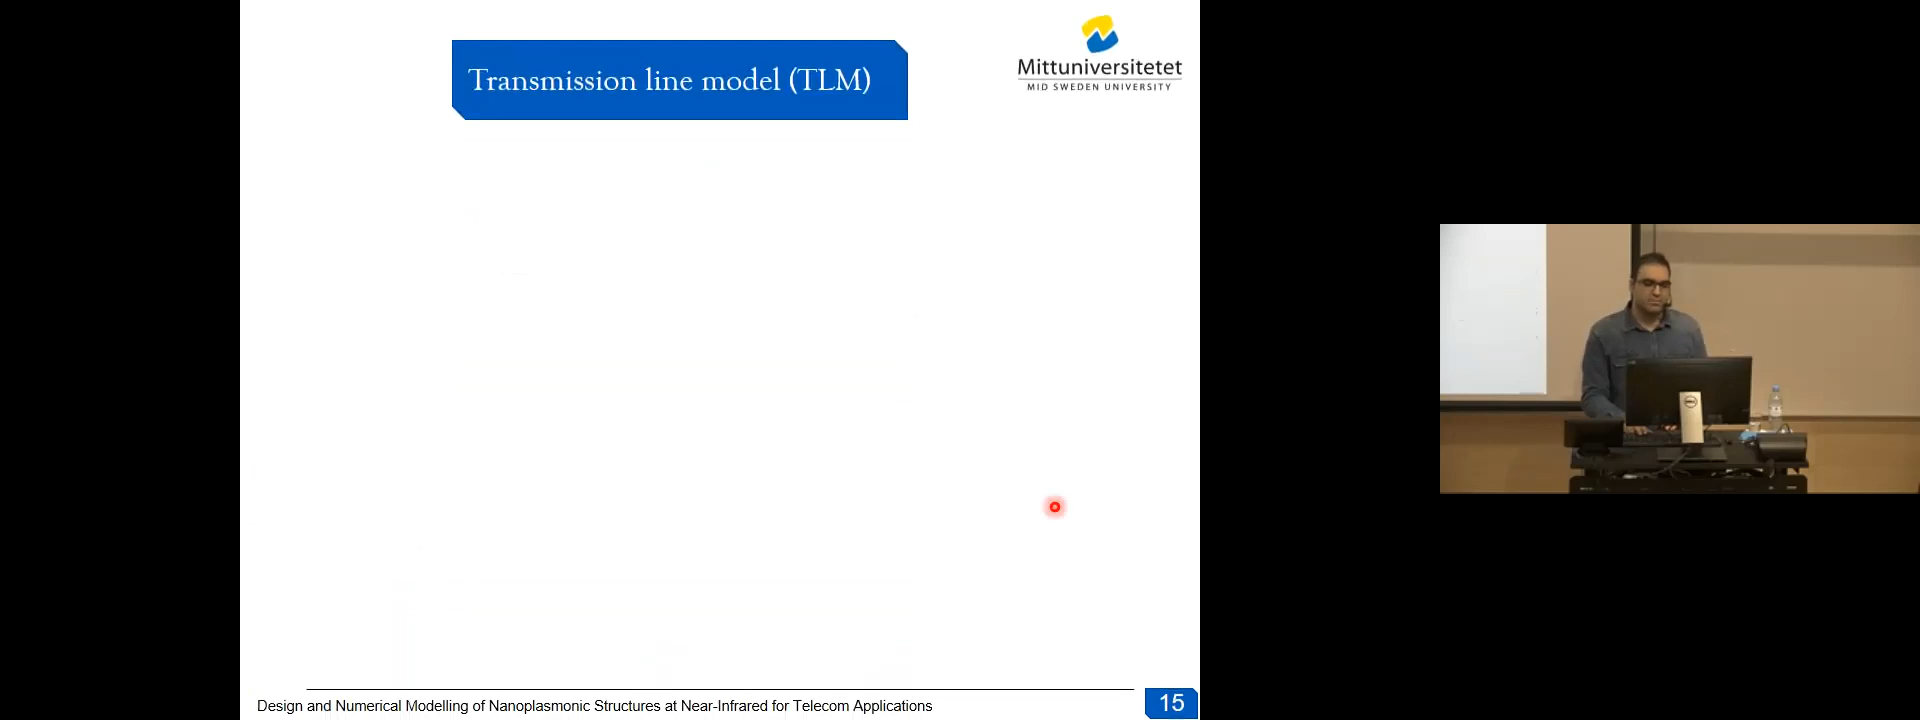 Transmission line model (TLM)
Mittuniversitetet
MID SWEDEN UNIVERSITY
Design and Numerical Modelling of Nanoplasmonic Structures at Near-Infrared for Telecom Applications
15